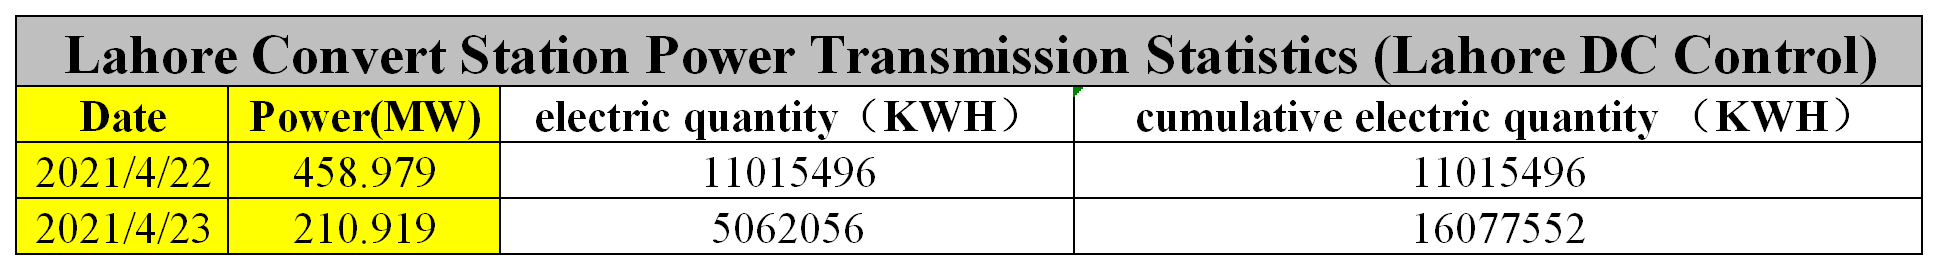 Lahore Convert Station Power Transmission Statistics (Lahore DC Control)
Date Power(MW) electric quantity（KWH） cumulative electric quantity （KWH）
2021/4/22 458.979 11015496 11015496
2021/4/23 210.919 5062056 16077552